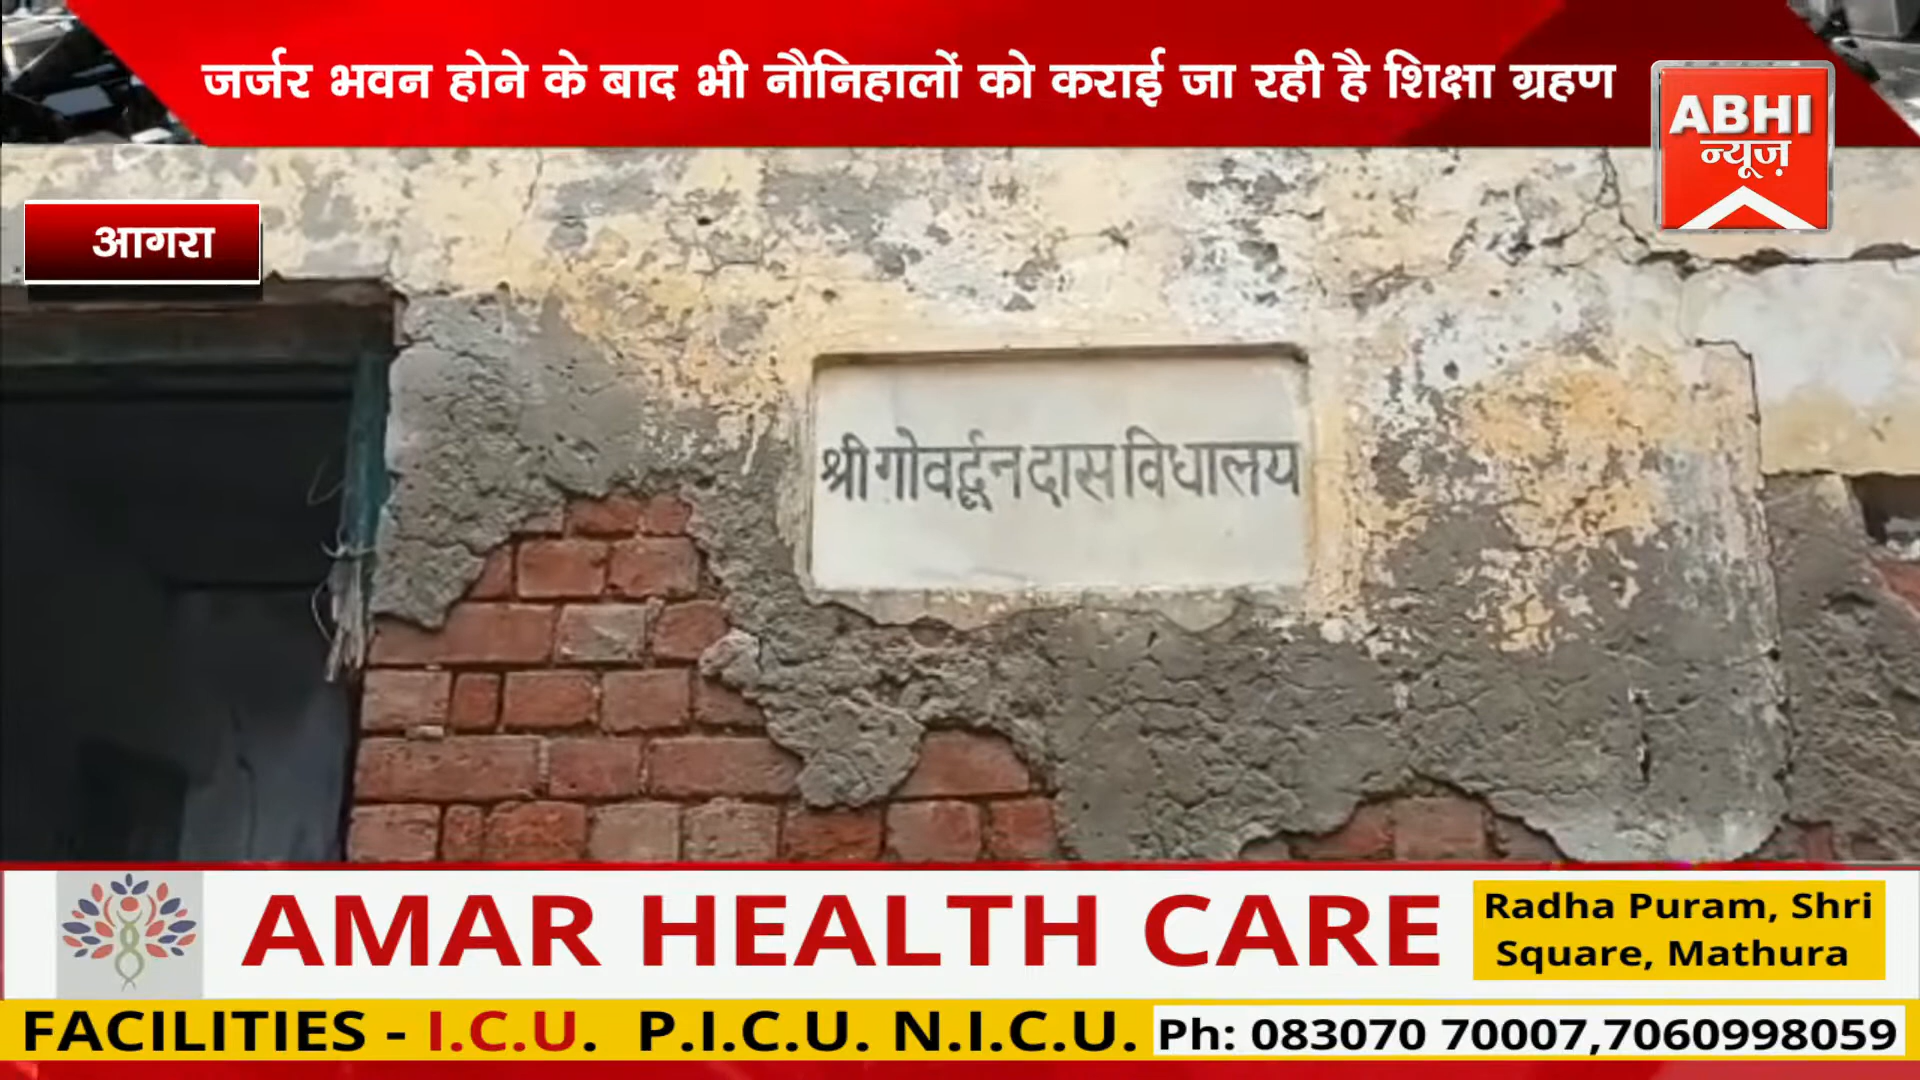 जर्जर भवन होने के बाद भी नौनिहालों को कराई जा रही है शिक्षा ग्रहण
ABHI
न्यूज़
आगरा
श्री गोवर्द्धन दास विधालय
AMAR HEALTH CARE
Radha Puram, Shri
Square, Mathura
FACILITIES - I.C.U. P.I.C.U. N.I.C.U.
Ph: 083070 70007,7060998059